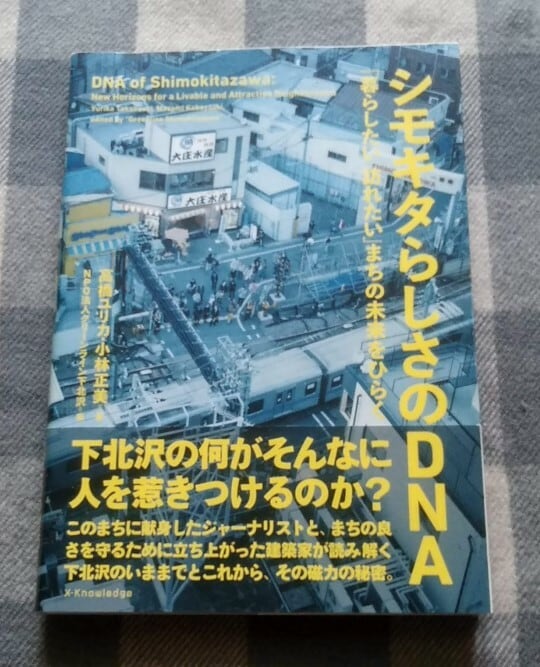 DNA of Shimokitazawa:
New Horizons for a Livable and Attractive Neighborhood
Yurika Takahashi, Masami Kobayashi
シモキタらしさのDNA
「暮らしたい 訪れたい」まちの未来をひらく
大庄水産
大庄水産
高橋ユリカ・小林正美 著
NPO法人グリーンライン下北沢 編
下北沢の何がそんなに
人を惹きつけるのか?
このまちに献身したジャーナリストと、まちの良
さを守るために立ち上がった建築家が読み解く
下北沢のいままでとこれから、その磁力の秘密。
X-Knowledge